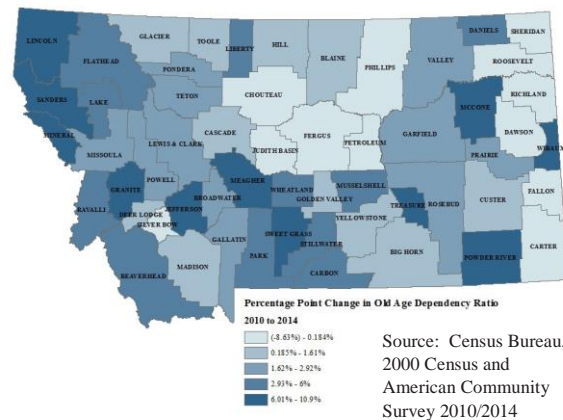 LINCOLN
FLATHEAD
GLACIER
TOOLE
LIBERTY
HILL
BLAINE
PHILLIPS
VALLEY
DANIELS
SHERIDAN
ROOSEVELT
PONDERA
TETON
CHOUTEAU
SANDERS
LAKE
MINERAL
MISSOULA
LEWIS & CLARK
CASCADE
JUDITH BASIN
FERGUS
PETROLEUM
GARFIELD
MCCONE
RICHLAND
DAWSON
PRAIRIE
WIBAUX
POWELL
GRANITE
RAVALLI
DEER LODGE
SILVER BOW
JEFFERSON
BROADWATER
MEAGHER
WHEATLAND
GOLDEN VALLEY
MUSSELSHELL
TREASURE
ROSEBUD
CUSTER
FALLON
YELLOWSTONE
BEAVERHEAD
MADISON
GALLATIN
PARK
SWEET GRASS
STILLWATER
CARBON
BIG HORN
POWDER RIVER
CARTER
Percentage Point Change in Old Age Dependency Ratio
2010 to 2014
(-8.63%) - 0.184%
0.185% - 1.61%
1.62% - 2.92%
2.93% - 6%
6.01% - 10.9%
Source: Census Bureau,
2000 Census and
American Community
Survey 2010/2014